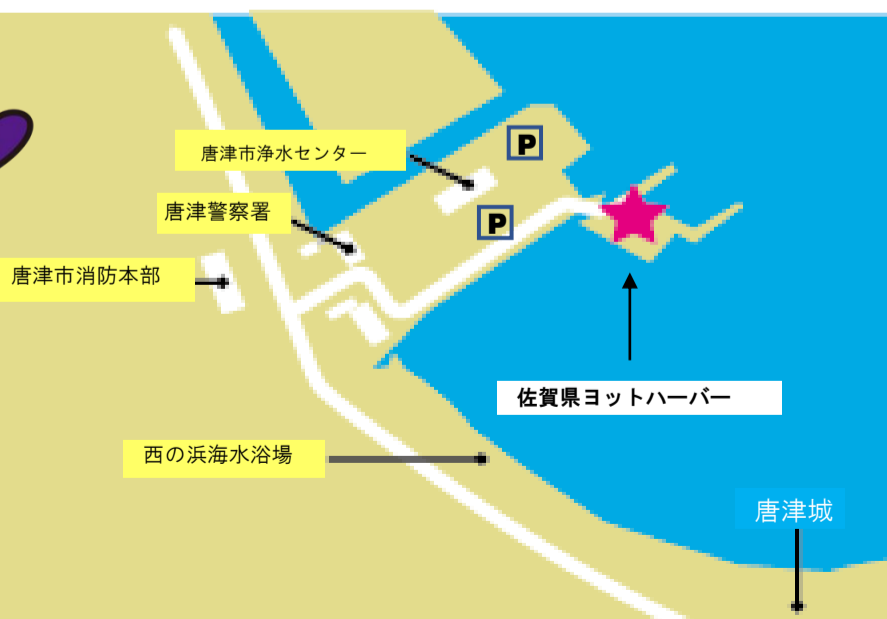 唐津市浄水センター
P
唐津警察署
P
唐津市消防本部
佐賀県ヨットハーバー
西の浜海水浴場
唐津城